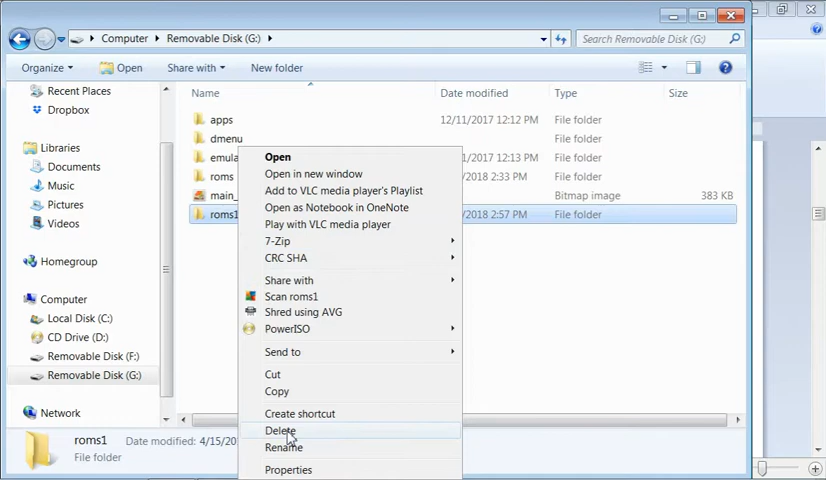 Computer
Removable Disk (G:)
Search Removable Disk (G:)
Organize
Open
Share with
New folder
Recent Places
Dropbox
Libraries
Documents
Music
Pictures
Videos
Homegroup
Computer
Local Disk (C:)
CD Drive (D:)
Removable Disk (F:)
Removable Disk (G:)
Network
Name Date modified Type Size
apps 12/11/2017 12:12 PM File folder
dmenu File folder
emula /1/2017 12:13 PM File folder
roms /2018 2:33 PM File folder
main_ Bitmap image 383 KB
roms1 /2018 2:57 PM File folder
Open
Open in new window
Add to VLC media player's Playlist
Open as Notebook in OneNote
Play with VLC media player
7-Zip
CRC SHA
Share with
Scan roms1
Shred using AVG
PowerISO
Send to
Cut
Copy
Create shortcut
Delete
Rename
Properties
roms1 Date modified: 4/15/20
File folder